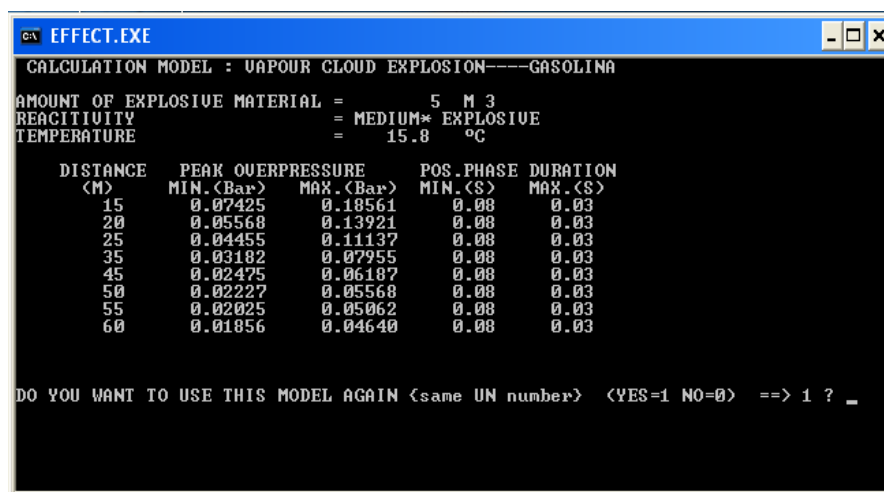 EFFECT.EXE
CALCULATION MODEL : VAPOUR CLOUD EXPLOSION----GASOLINA
AMOUNT OF EXPLOSIVE MATERIAL = 5 M 3
REACITIVITY = MEDIUM* EXPLOSIVE
TEMPERATURE = 15.8 ºC
DISTANCE PEAK OVERPRESSURE POS.PHASE DURATION
(M) MIN.(Bar) MAX.(Bar) MIN.(S) MAX.(S)
15 0.07425 0.18561 0.08 0.03
20 0.05568 0.13921 0.08 0.03
25 0.04455 0.11137 0.08 0.03
35 0.03182 0.07955 0.08 0.03
45 0.02475 0.06187 0.08 0.03
50 0.02227 0.05568 0.08 0.03
55 0.02025 0.05062 0.08 0.03
60 0.01856 0.04640 0.08 0.03
DO YOU WANT TO USE THIS MODEL AGAIN {same UN number} (YES=1 NO=0) ==> 1 ? _